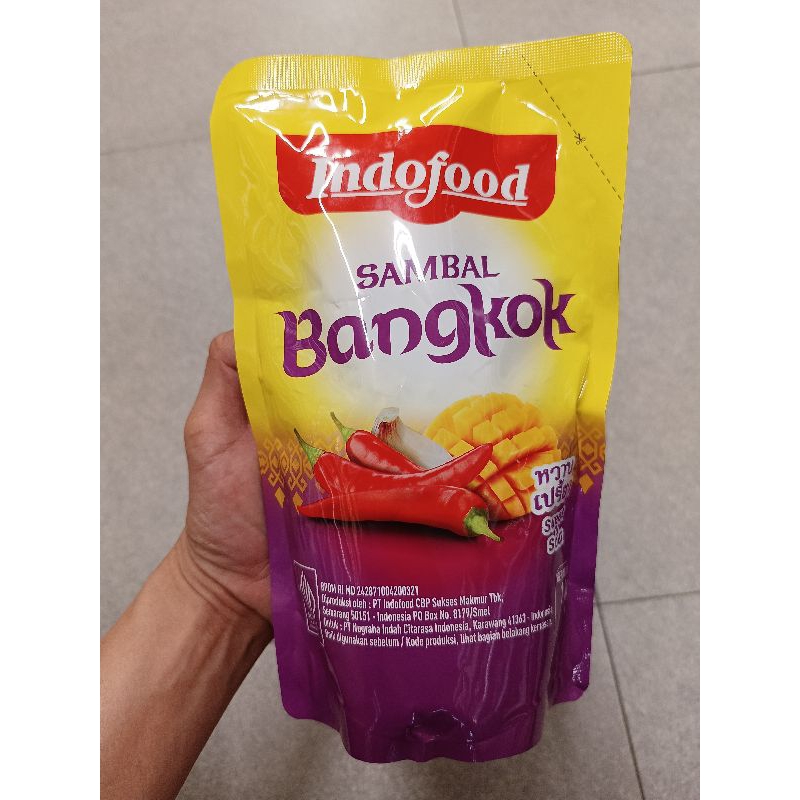 Indofood
SAMBAL
Bangkok
หวาน
เปรี้ยว
BPOM RI MD 242871004200321
Diproduksi oleh : PT Indofood CBP Sukses Makmur Tbk,
Semarang 50151 - Indonesia PO Box No. 8179/Smel
Untuk : PT Nugraha Indah Citarasa Indonesia, Karawang 41361 - Indonesia
Baik digunakan sebelum / Kode produksi, lihat bagian belakang kemasan